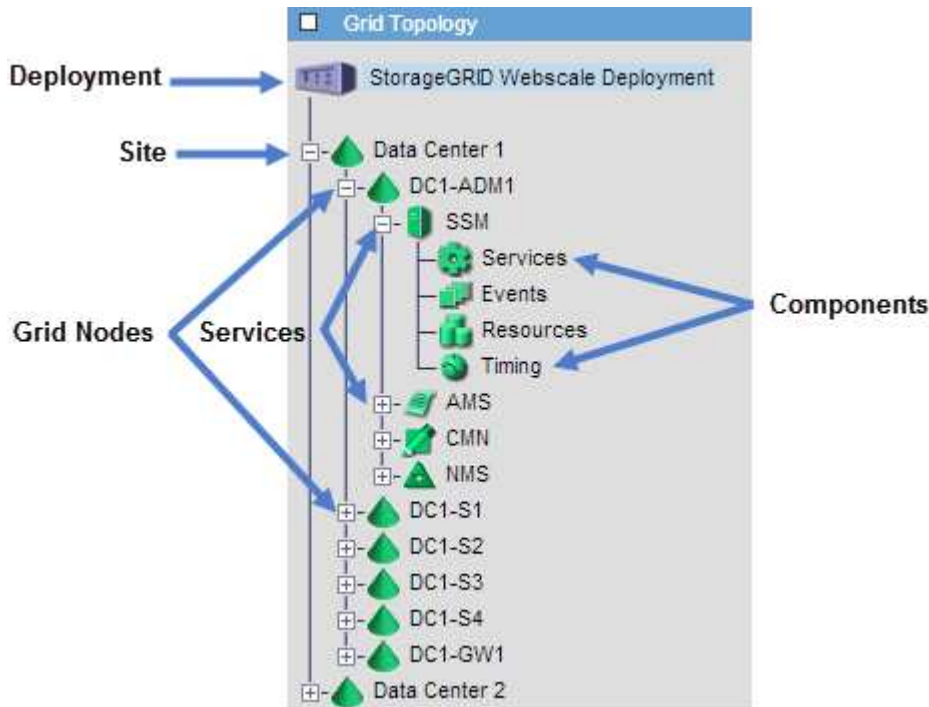 Grid Topology
Deployment
StorageGRID Webscale Deployment
Site
Data Center 1
DC1-ADM1
SSM
Services
Events
Components
Grid Nodes
Services
Resources
Timing
AMS
CMN
NMS
DC1-S1
DC1-S2
DC1-S3
DC1-S4
DC1-GW1
Data Center 2